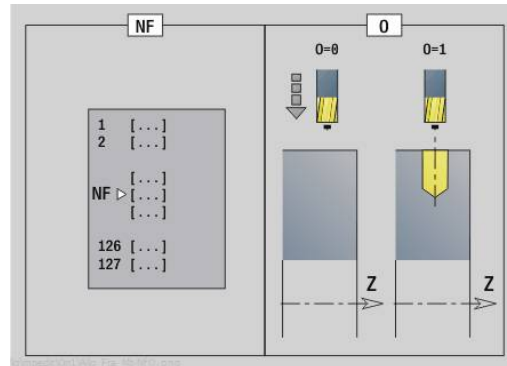 NF
1 [...]
2 [...]
[...]
NF [...]
[...]
126 [...]
127 [...]
O
O=0 O=1
Z Z